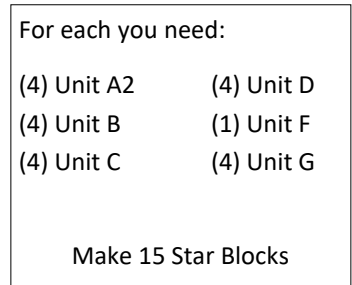 For each you need:
(4) Unit A2 (4) Unit D
(4) Unit B (1) Unit F
(4) Unit C (4) Unit G
Make 15 Star Blocks